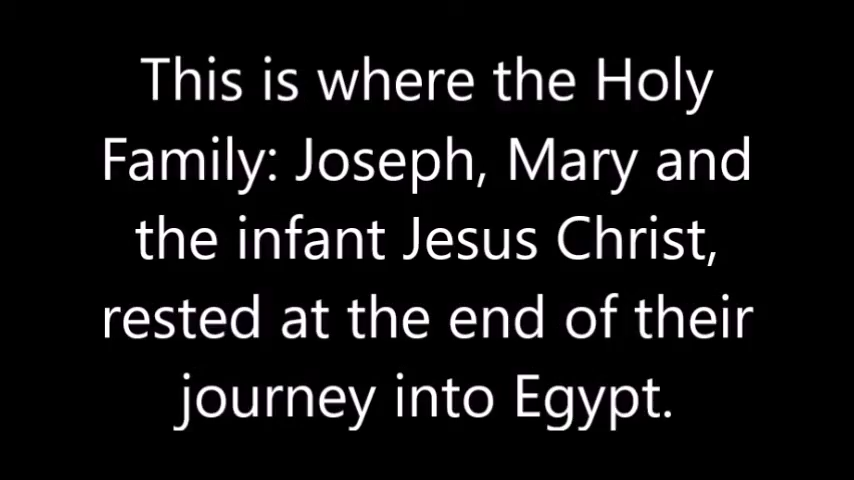 This is where the Holy
Family: Joseph, Mary and
the infant Jesus Christ,
rested at the end of their
journey into Egypt.